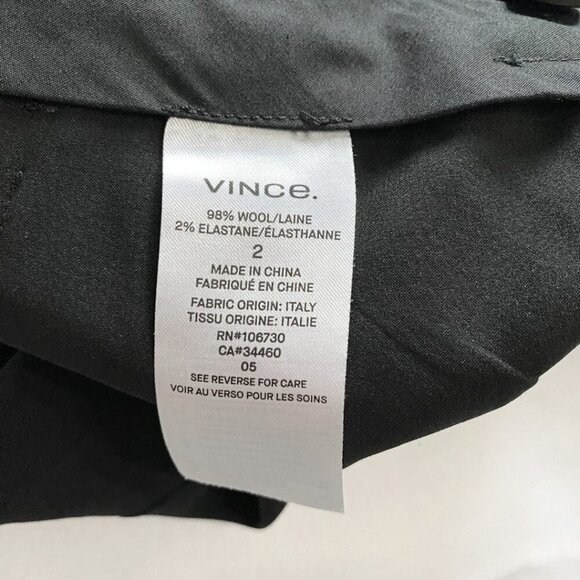 VINCE.
98% WOOL/LAINE
2% ELASTANE/ÉLASTHANNE
2
MADE IN CHINA
FABRIQUÉ EN CHINE
FABRIC ORIGIN: ITALY
TISSU ORIGINE: ITALIE
RN#106730
CA#34460
05
SEE REVERSE FOR CARE
VOIR AU VERSO POUR LES SOINS